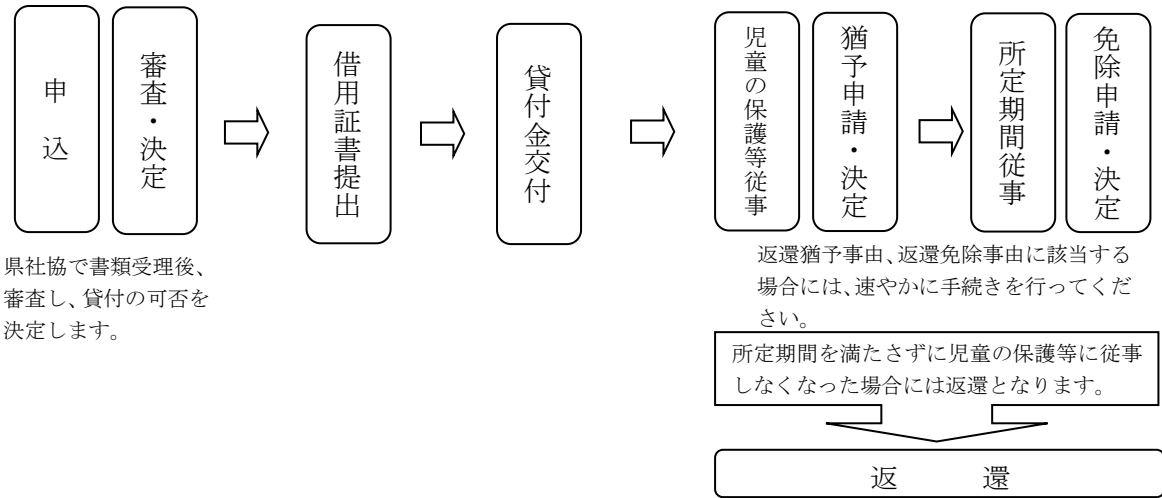 申込
審査・決定
借用証書提出
貸付金交付
児童の保護等従事
猶予申請・決定
所定期間従事
免除申請・決定
県社協で書類受理後、
審査し、貸付の可否を
決定します。
返還猶予事由、返還免除事由に該当する
場合には、速やかに手続きを行ってくだ
さい。
所定期間を満たさずに児童の保護等に従事
しなくなった場合には返還となります。
返　還